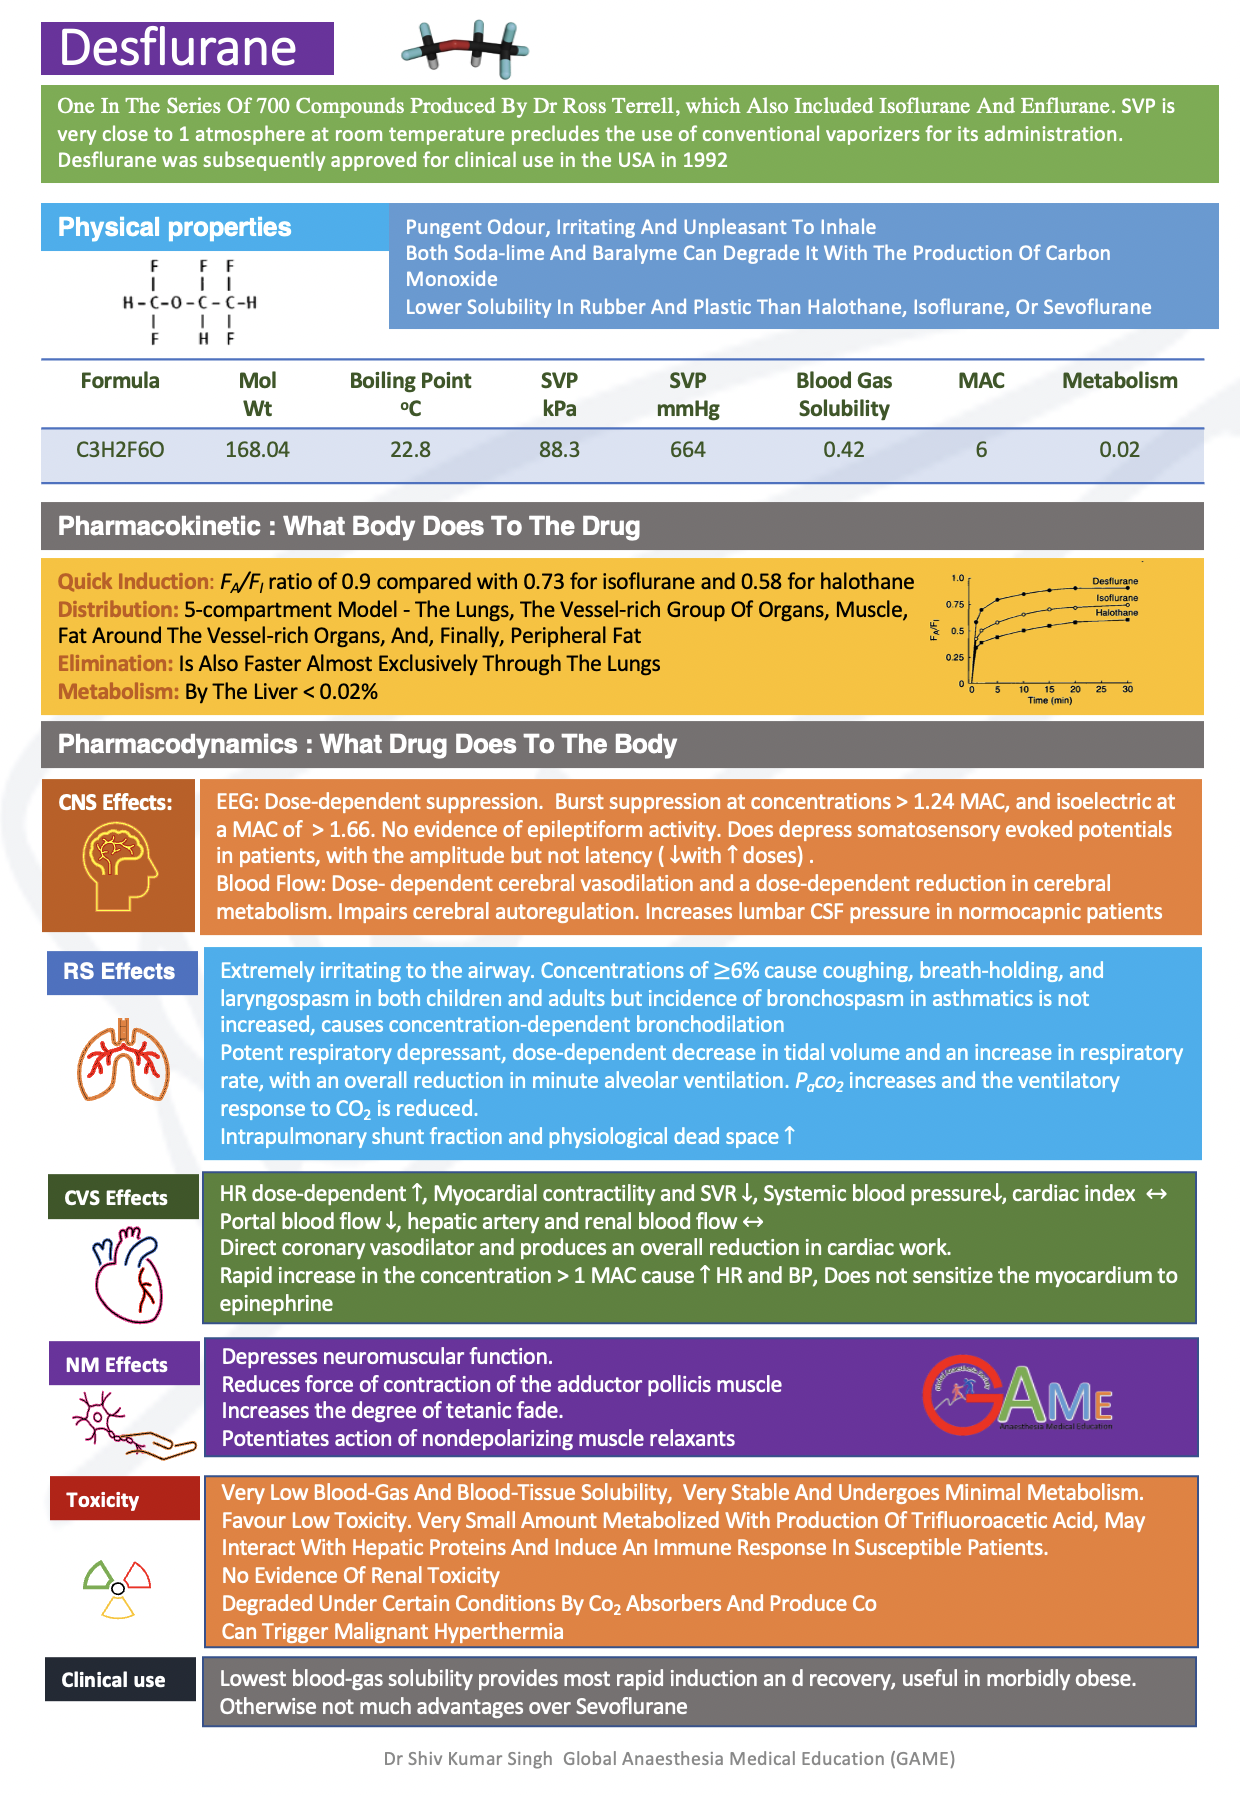 Desflurane
One In The Series Of 700 Compounds Produced By Dr Ross Terrell, which Also Included Isoflurane And Enflurane. SVP is
very close to 1 atmosphere at room temperature precludes the use of conventional vaporizers for its administration.
Desflurane was subsequently approved for clinical use in the USA in 1992
Physical properties
Pungent Odour, Irritating And Unpleasant To Inhale
Both Soda-lime And Baralyme Can Degrade It With The Production Of Carbon
Monoxide
Lower Solubility In Rubber And Plastic Than Halothane, Isoflurane, Or Sevoflurane
F F F
H-C-O-C-C-H
F H F
Formula Mol Boiling Point SVP SVP Blood Gas MAC Metabolism
Wt ºC kPa mmHg Solubility
C3H2F6O 168.04 22.8 88.3 664 0.42 6 0.02
Pharmacokinetic : What Body Does To The Drug
Quick Induction: FA/FI ratio of 0.9 compared with 0.73 for isoflurane and 0.58 for halothane
Distribution: 5-compartment Model - The Lungs, The Vessel-rich Group Of Organs, Muscle,
Fat Around The Vessel-rich Organs, And, Finally, Peripheral Fat
Elimination: Is Also Faster Almost Exclusively Through The Lungs
Metabolism: By The Liver < 0.02%
1.0
0.75
0.5
0.25
0
FA/FI
Desflurane
Isoflurane
Halothane
0 5 10 15 20 25 30
Time (min)
Pharmacodynamics : What Drug Does To The Body
CNS Effects:
EEG: Dose-dependent suppression. Burst suppression at concentrations > 1.24 MAC, and isoelectric at
a MAC of > 1.66. No evidence of epileptiform activity. Does depress somatosensory evoked potentials
in patients, with the amplitude but not latency ( ↓with ↑ doses) .
Blood Flow: Dose- dependent cerebral vasodilation and a dose-dependent reduction in cerebral
metabolism. Impairs cerebral autoregulation. Increases lumbar CSF pressure in normocapnic patients
RS Effects
Extremely irritating to the airway. Concentrations of ≥6% cause coughing, breath-holding, and
laryngospasm in both children and adults but incidence of bronchospasm in asthmatics is not
increased, causes concentration-dependent bronchodilation
Potent respiratory depressant, dose-dependent decrease in tidal volume and an increase in respiratory
rate, with an overall reduction in minute alveolar ventilation. Paco2 increases and the ventilatory
response to CO2 is reduced.
Intrapulmonary shunt fraction and physiological dead space ↑
CVS Effects
HR dose-dependent ↑, Myocardial contractility and SVR ↓, Systemic blood pressure↓, cardiac index ↔
Portal blood flow ↓, hepatic artery and renal blood flow ↔
Direct coronary vasodilator and produces an overall reduction in cardiac work.
Rapid increase in the concentration > 1 MAC cause ↑ HR and BP, Does not sensitize the myocardium to
epinephrine
NM Effects
Depresses neuromuscular function.
Reduces force of contraction of the adductor pollicis muscle
Increases the degree of tetanic fade.
Potentiates action of nondepolarizing muscle relaxants
GAME
Anaesthesia Medical Education
Toxicity
Very Low Blood-Gas And Blood-Tissue Solubility, Very Stable And Undergoes Minimal Metabolism.
Favour Low Toxicity. Very Small Amount Metabolized With Production Of Trifluoroacetic Acid, May
Interact With Hepatic Proteins And Induce An Immune Response In Susceptible Patients.
No Evidence Of Renal Toxicity
Degraded Under Certain Conditions By Co2 Absorbers And Produce Co
Can Trigger Malignant Hyperthermia
Clinical use
Lowest blood-gas solubility provides most rapid induction an d recovery, useful in morbidly obese.
Otherwise not much advantages over Sevoflurane
Dr Shiv Kumar Singh Global Anaesthesia Medical Education (GAME)